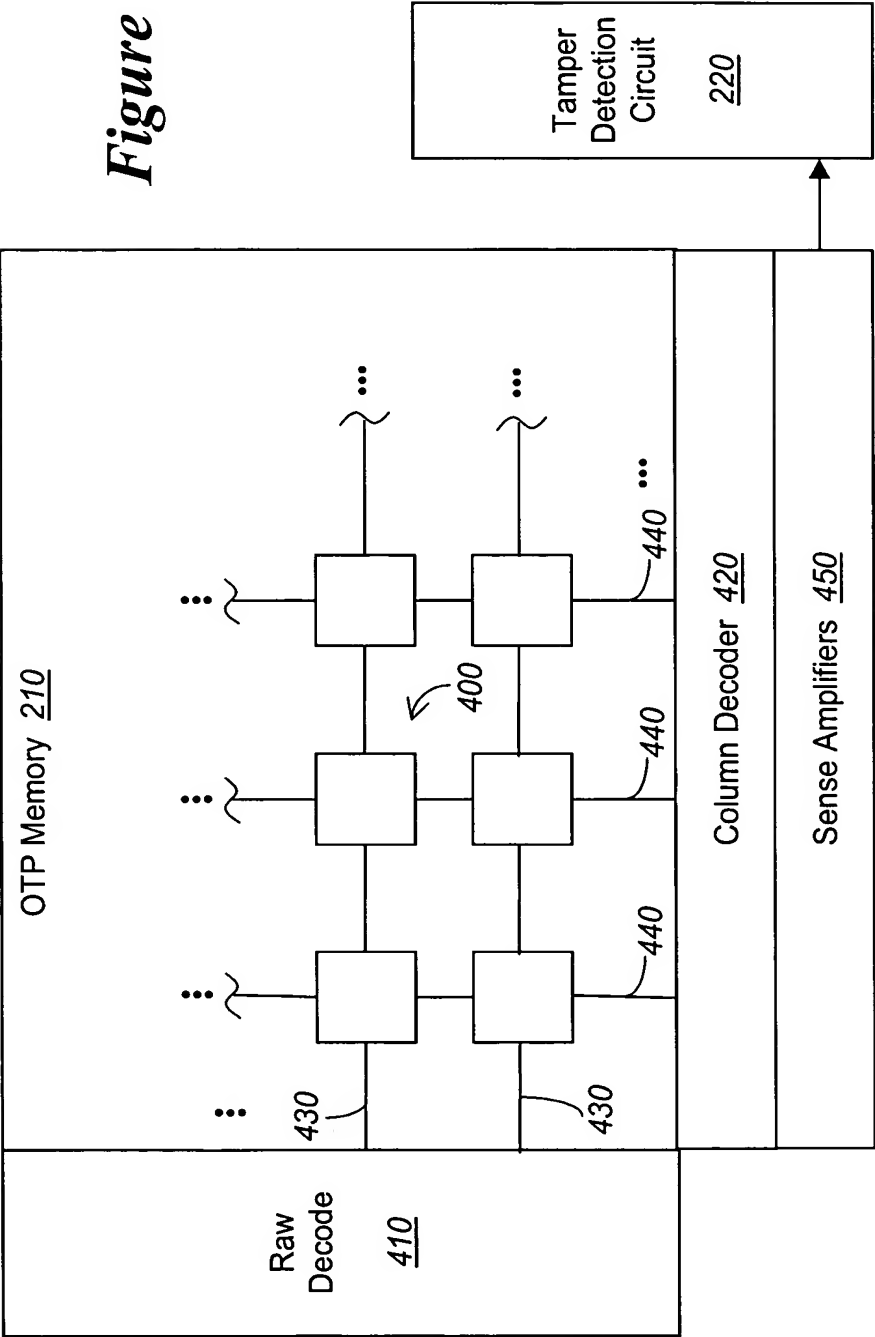 Figure
OTP Memory 210
...
...
...
...
...
430
400
...
430
...
440
440
440
Raw
Decode
410
Column Decoder 420
Sense Amplifiers 450
Tamper
Detection
Circuit
220